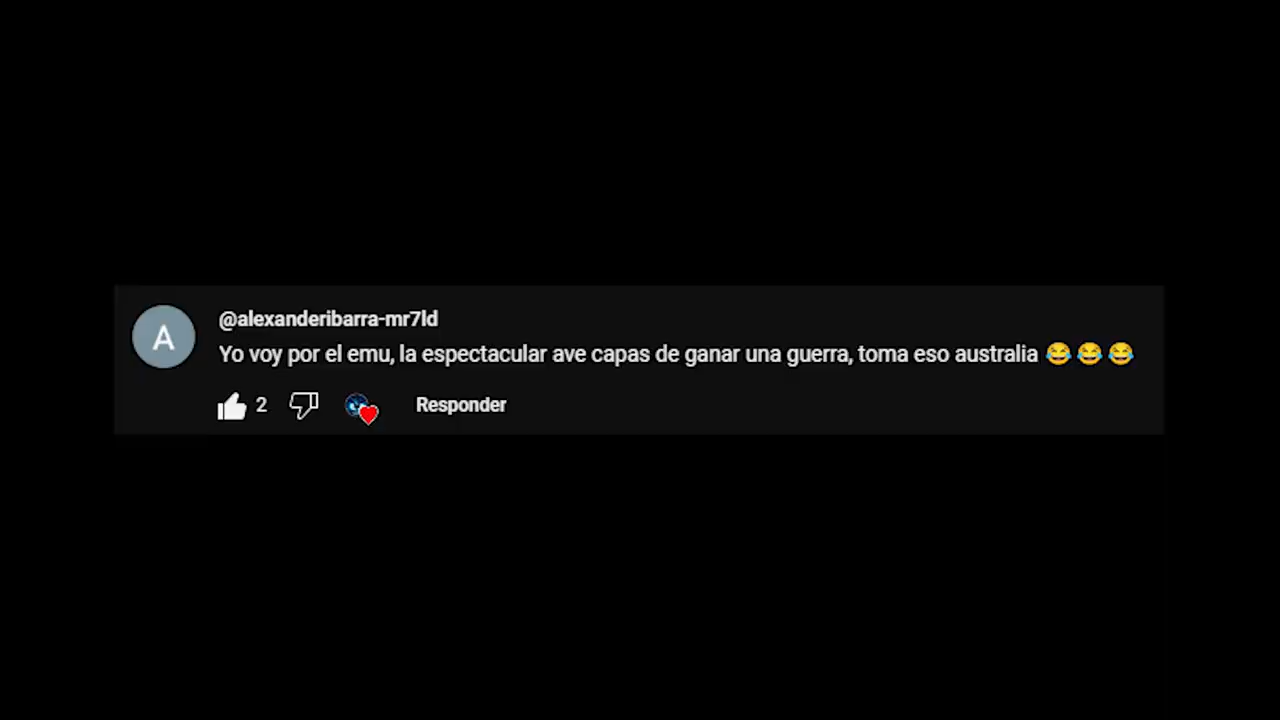 A
@alexanderibarra-mr7ld
Yo voy por el emu, la espectacular ave capas de ganar una guerra, toma eso australia 😂😂😂
2
Responder